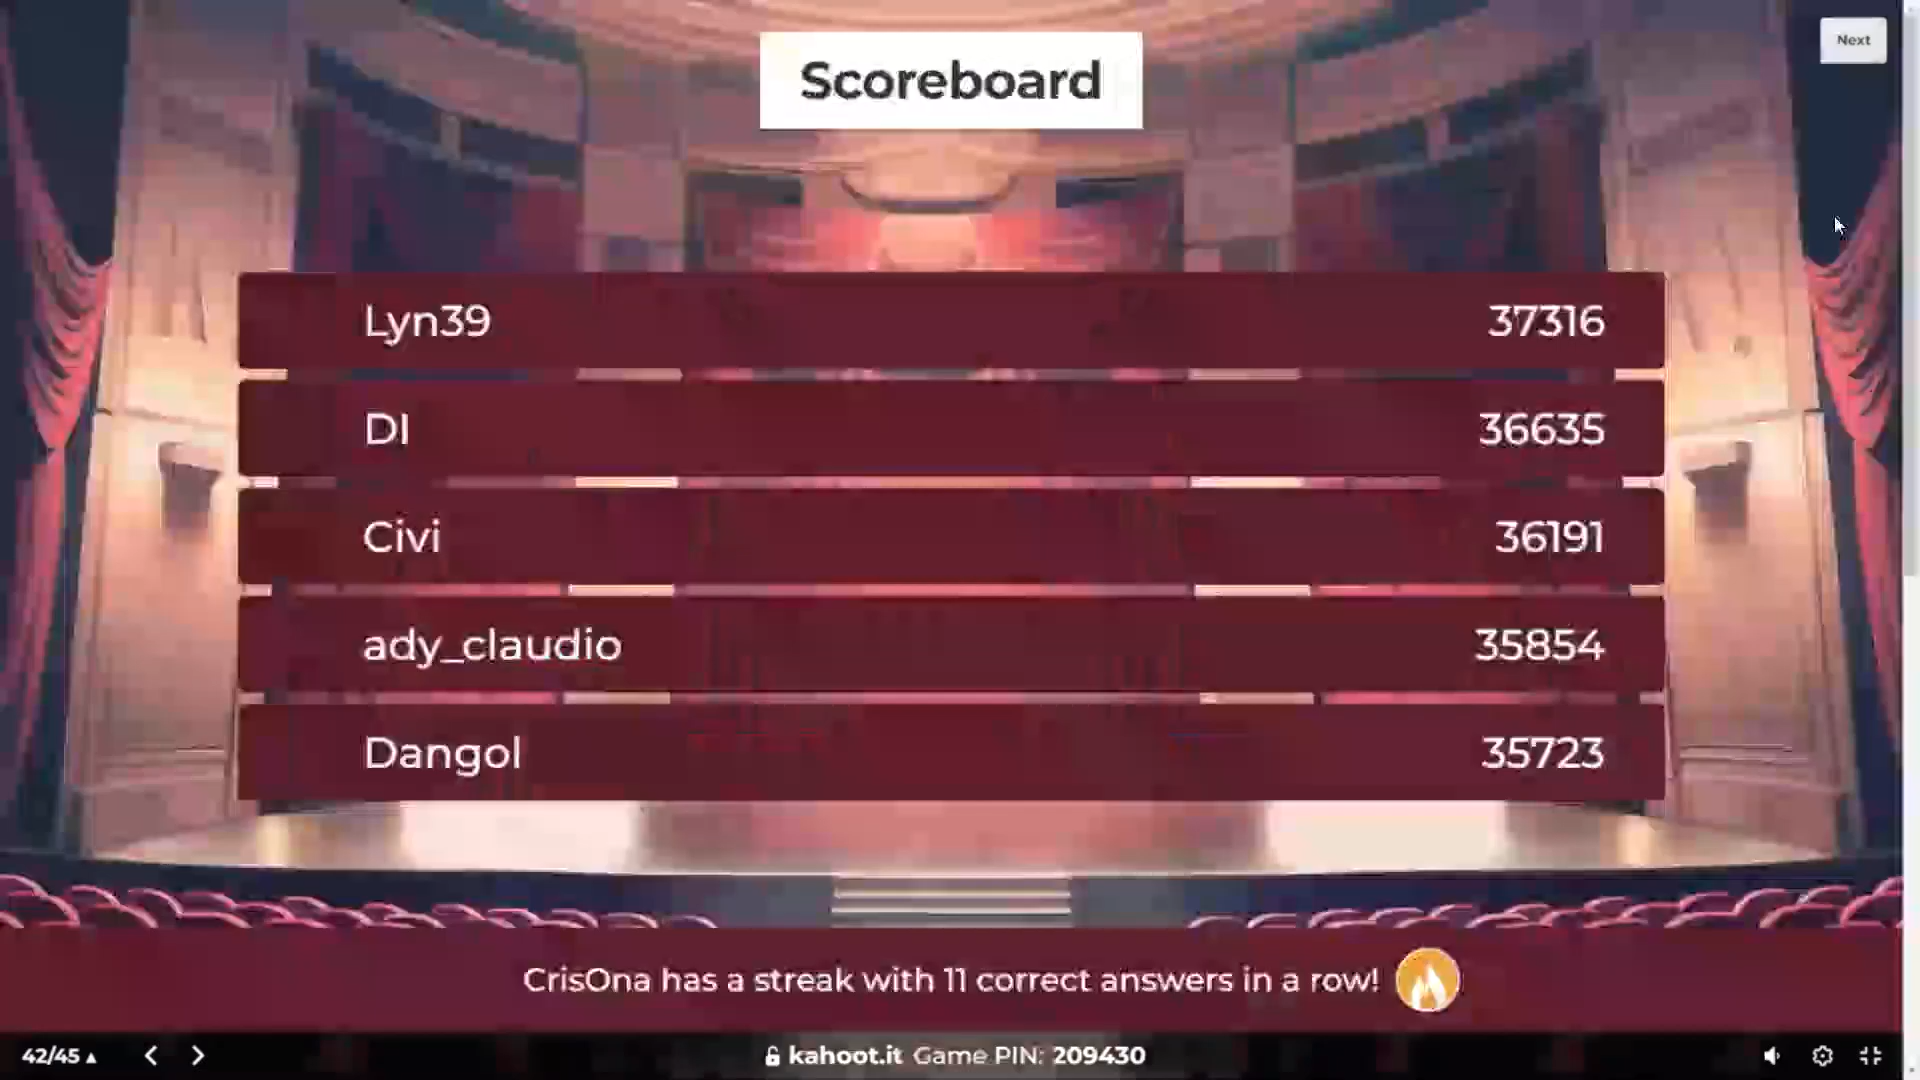 Scoreboard
Next
Lyn39 37316
DI 36635
Civi 36191
ady_claudio 35854
Dangol 35723
CrisOna has a streak with 11 correct answers in a row!
42/45 kahoot.it Game PIN: 209430